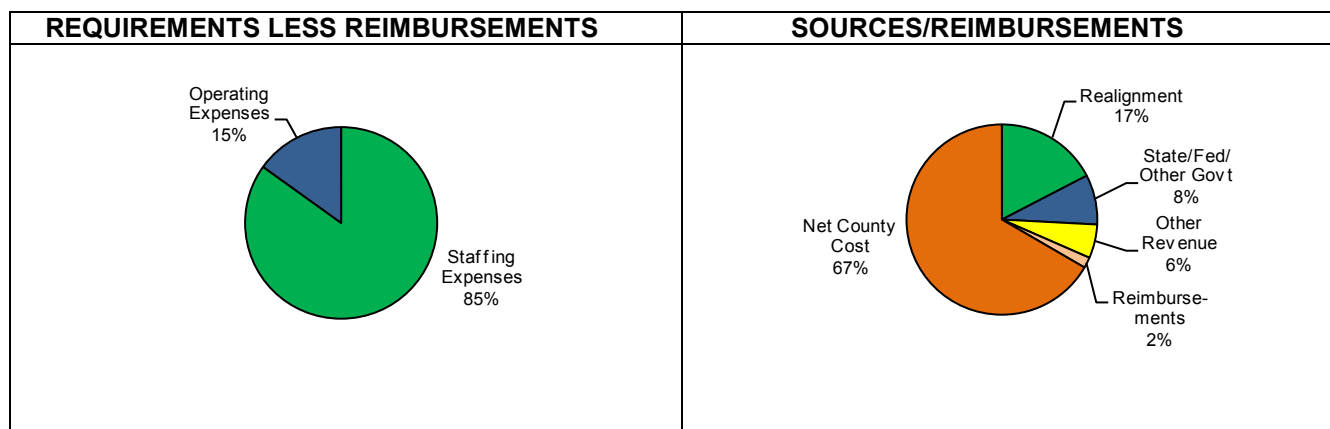 REQUIREMENTS LESS REIMBURSEMENTS
Operating
Expenses
15%
Staffing
Expenses
85%
SOURCES/REIMBURSEMENTS
Realignment
17%
State/Fed/
Other Govt
8%
Other
Revenue
6%
Reimburse-
ments
2%
Net County
Cost
67%